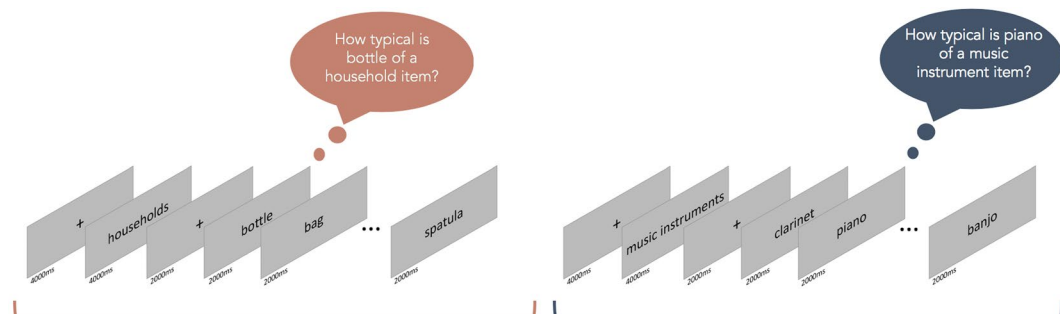 How typical is
bottle of a
household item?
+
households
+
bottle
bag
...
spatula
4000ms
4000ms
2000ms
2000ms
2000ms
2000ms
How typical is piano
of a music
instrument item?
+
music instruments
+
clarinet
piano
...
banjo
4000ms
4000ms
2000ms
2000ms
2000ms
2000ms